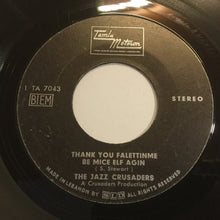 Tamla Motown
1 TA 7043
BIEM
STEREO
THANK YOU FALETTINME
BE MICE ELF AGIN
( S. Stewart )
THE JAZZ CRUSADERS
A Crusaders Production
MADE IN LEBANON BY
ALL RIGHTS RESERVED